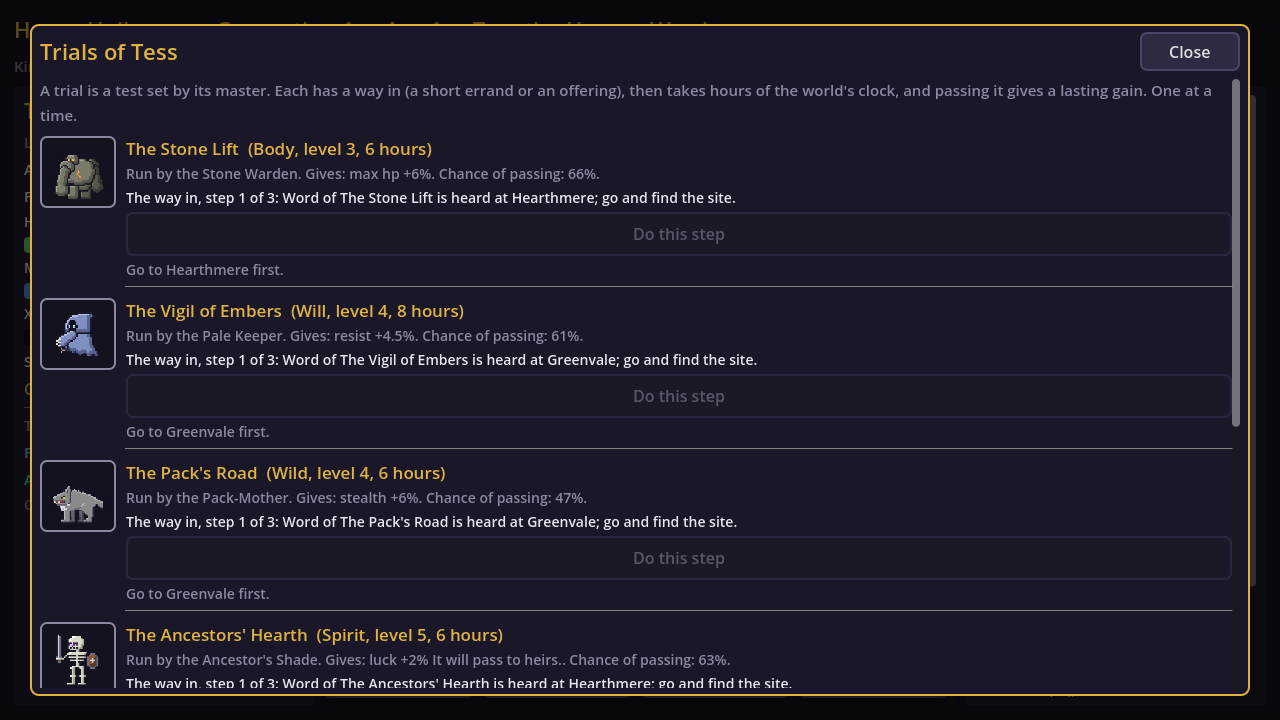 Trials of Tess
Close
A trial is a test set by its master. Each has a way in (a short errand or an offering), then takes hours of the world's clock, and passing it gives a lasting gain. One at a
time.
The Stone Lift (Body, level 3, 6 hours)
Run by the Stone Warden. Gives: max hp +6%. Chance of passing: 66%.
The way in, step 1 of 3: Word of The Stone Lift is heard at Hearthmere; go and find the site.
Do this step
Go to Hearthmere first.
The Vigil of Embers (Will, level 4, 8 hours)
Run by the Pale Keeper. Gives: resist +4.5%. Chance of passing: 61%.
The way in, step 1 of 3: Word of The Vigil of Embers is heard at Greenvale; go and find the site.
Do this step
Go to Greenvale first.
The Pack's Road (Wild, level 4, 6 hours)
Run by the Pack-Mother. Gives: stealth +6%. Chance of passing: 47%.
The way in, step 1 of 3: Word of The Pack's Road is heard at Greenvale; go and find the site.
Do this step
Go to Greenvale first.
The Ancestors' Hearth (Spirit, level 5, 6 hours)
Run by the Ancestor's Shade. Gives: luck +2% It will pass to heirs.. Chance of passing: 63%.
The way in, step 1 of 3: Word of The Ancestors' Hearth is heard at Hearthmere; go and find the site.